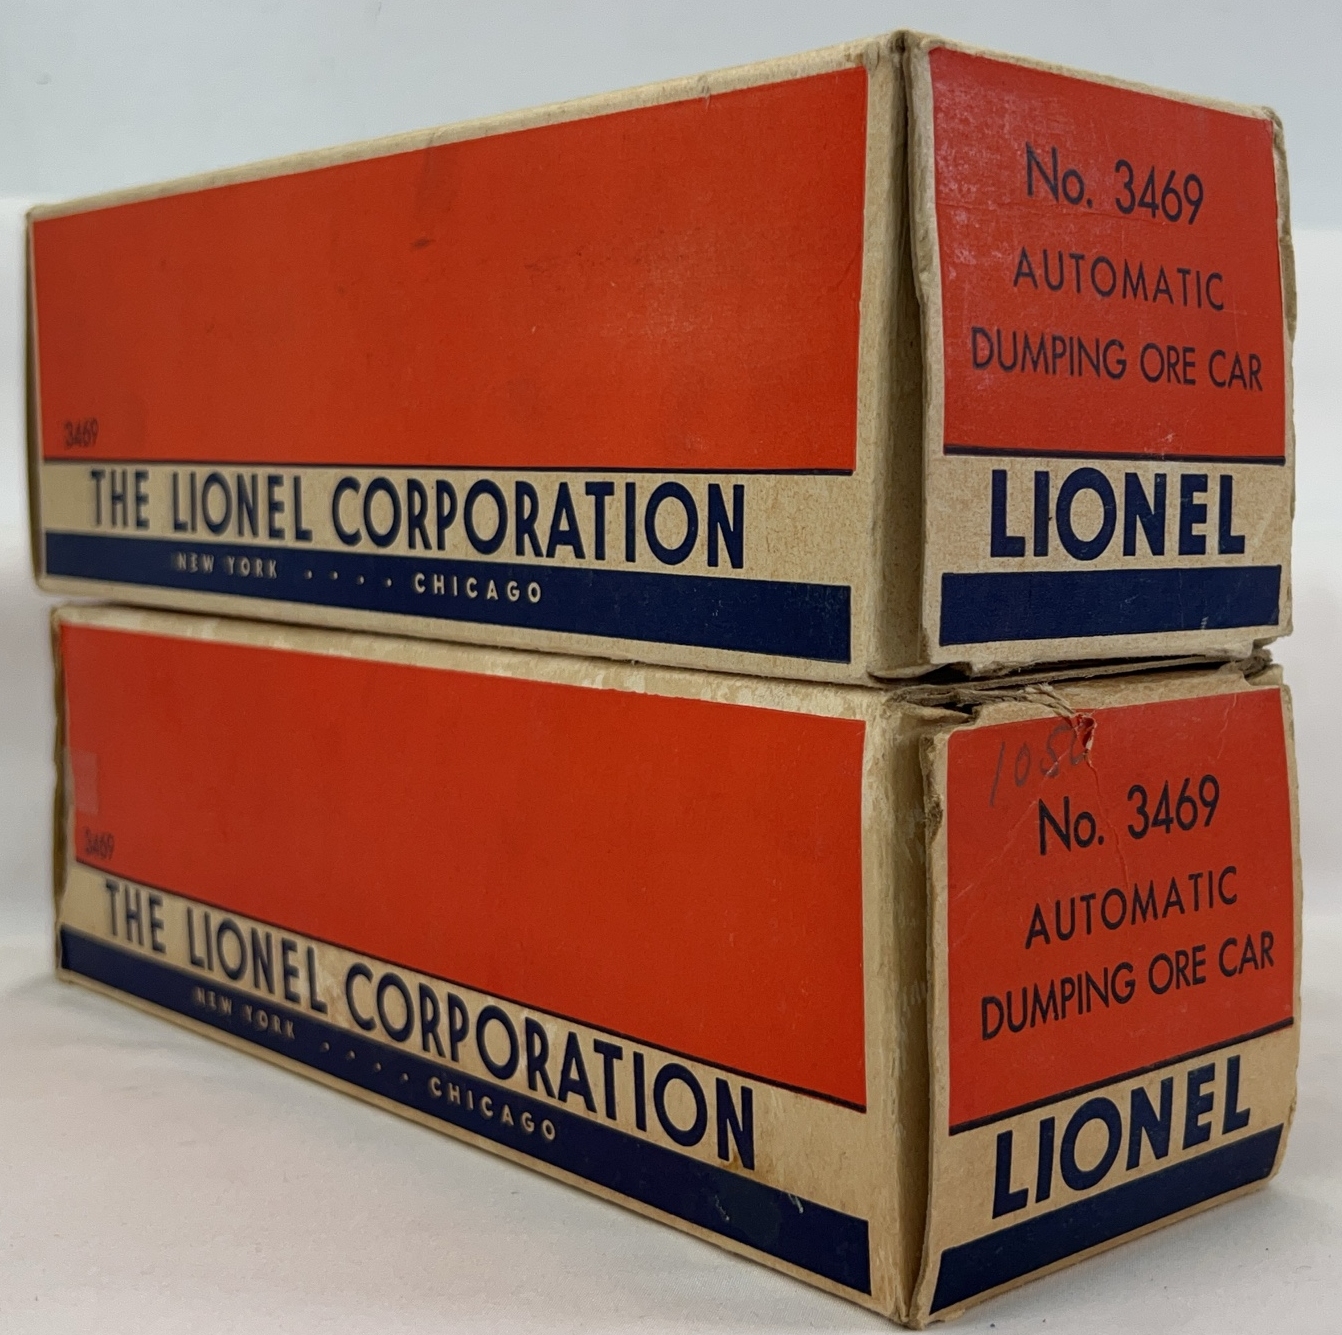 3469
THE LIONEL CORPORATION
NEW YORK .... CHICAGO
No. 3469
AUTOMATIC
DUMPING ORE CAR
LIONEL
3469
THE LIONEL CORPORATION
NEW YORK .... CHICAGO
No. 3469
AUTOMATIC
DUMPING ORE CAR
LIONEL